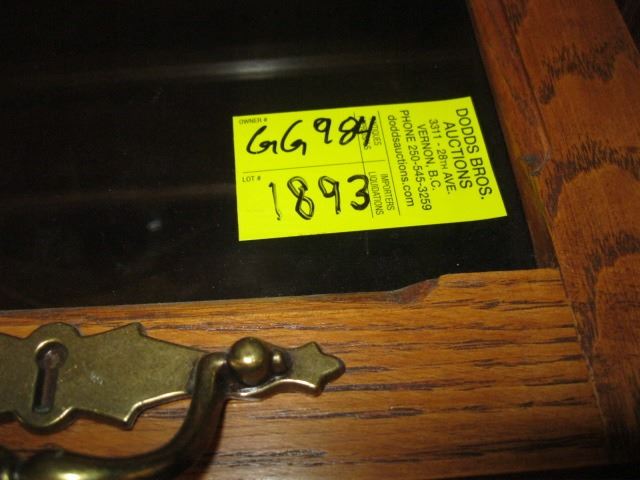 OWNER #
GG984
LOT #
1893
IMPORTERS
LIQUIDATIONS
DODDS BROS.
AUCTIONS
3311 - 28TH AVE.
VERNON, B.C.
PHONE 250-545-3259
doddsauctions.com